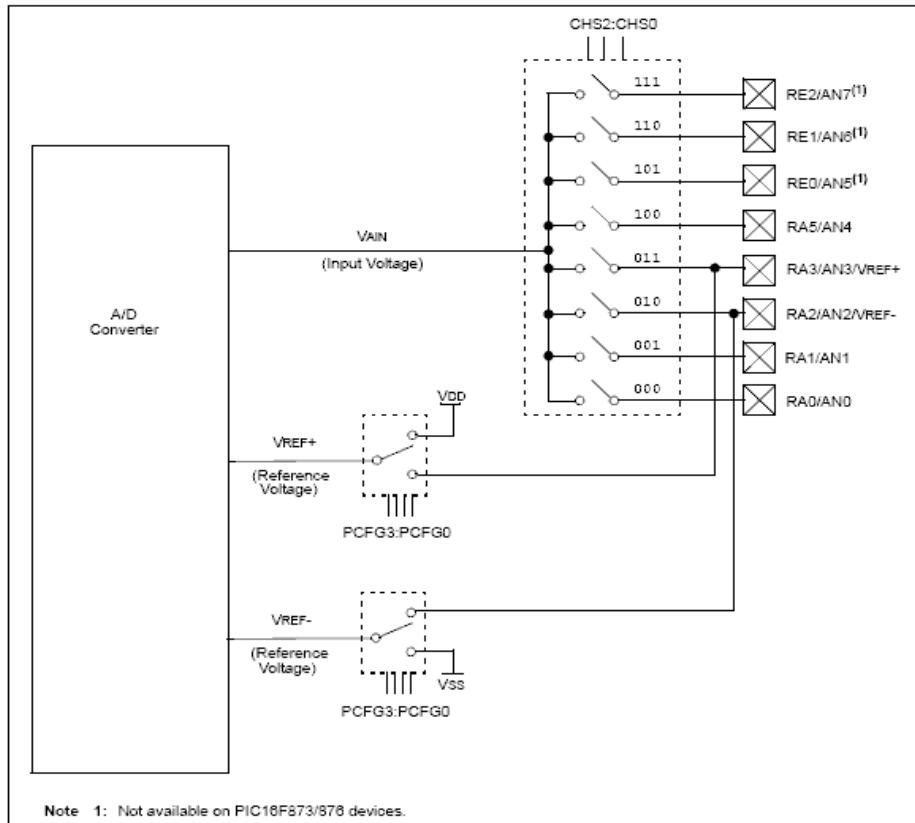 CHS2:CHS0
111
RE2/AN7(1)
110
RE1/AN6(1)
101
RE0/AN5(1)
100
RA5/AN4
VAIN
(Input Voltage)
011
RA3/AN3/VREF+
010
RA2/AN2/VREF-
A/D
Converter
001
RA1/AN1
000
RA0/AN0
VDD
VREF+
(Reference
Voltage)
PCFG3:PCFG0
VREF-
(Reference
Voltage)
VSS
PCFG3:PCFG0
Note 1: Not available on PIC16F873/876 devices.